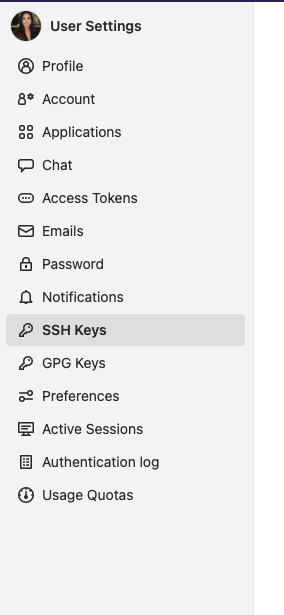 User Settings
Profile
Account
Applications
Chat
Access Tokens
Emails
Password
Notifications
SSH Keys
GPG Keys
Preferences
Active Sessions
Authentication log
Usage Quotas